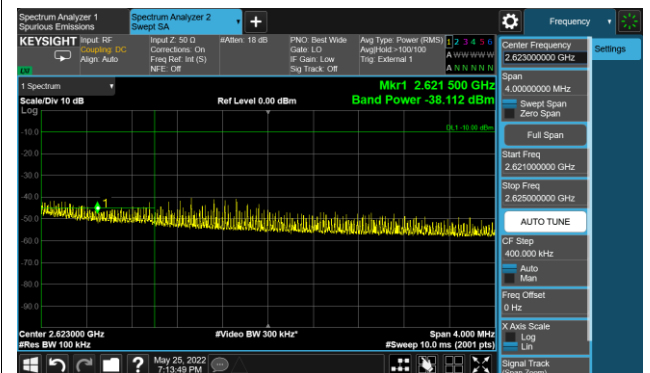 Spectrum Analyzer 1
Spurious Emissions
Spectrum Analyzer 2
Swept SA
Frequency
KEYSIGHT
Input: RF
Coupling: DC
Align: Auto
Input Z: 50 Ω
Corrections: On
Freq Ref: Int (S)
NFE: Off
#Atten: 18 dB
PNO: Best Wide
Gate: LO
IF Gain: Low
Sig Track: Off
Avg Type: Power (RMS)
Avg|Hold:>100/100
Trig: External 1
1 2 3 4 5 6
A W W W W W
A N N N N N
LW
1 Spectrum
Scale/Div 10 dB
Log
Ref Level 0.00 dBm
Mkr1 2.621 500 GHz
Band Power -38.112 dBm
DL1 -10.00 dBm
-10.0
-20.0
-30.0
-40.0
-50.0
-60.0
-70.0
-80.0
-90.0
1
Center 2.623000 GHz
#Res BW 100 kHz
#Video BW 300 kHz*
Span 4.000 MHz
#Sweep 10.0 ms (2001 pts)
May 25, 2022
7:13:49 PM
Center Frequency
2.623000000 GHz
Settings
Span
4.00000000 MHz
Swept Span
Zero Span
Full Span
Start Freq
2.621000000 GHz
Stop Freq
2.625000000 GHz
AUTO TUNE
CF Step
400.000 kHz
Auto
Man
Freq Offset
0 Hz
X Axis Scale
Log
Lin
Signal Track
(Span Zoom)